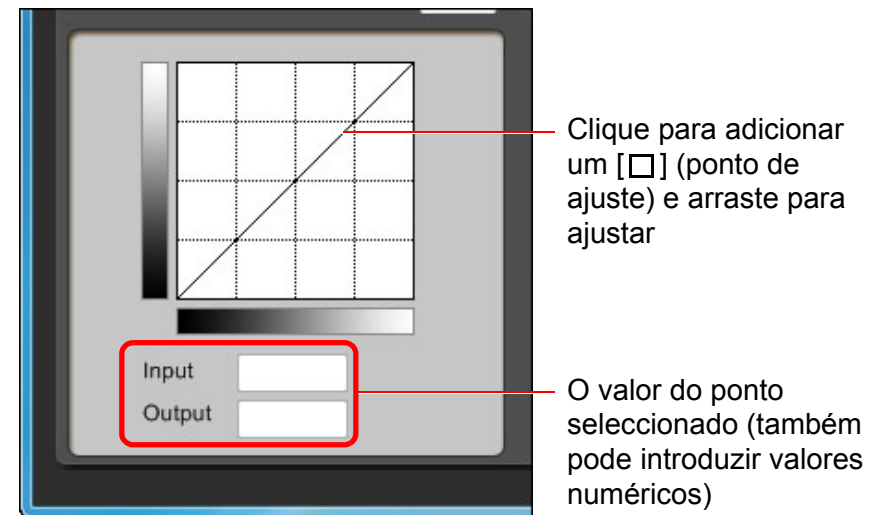 Clique para adicionar
um [□] (ponto de
ajuste) e arraste para
ajustar
Input
Output
O valor do ponto
seleccionado (também
pode introduzir valores
numéricos)